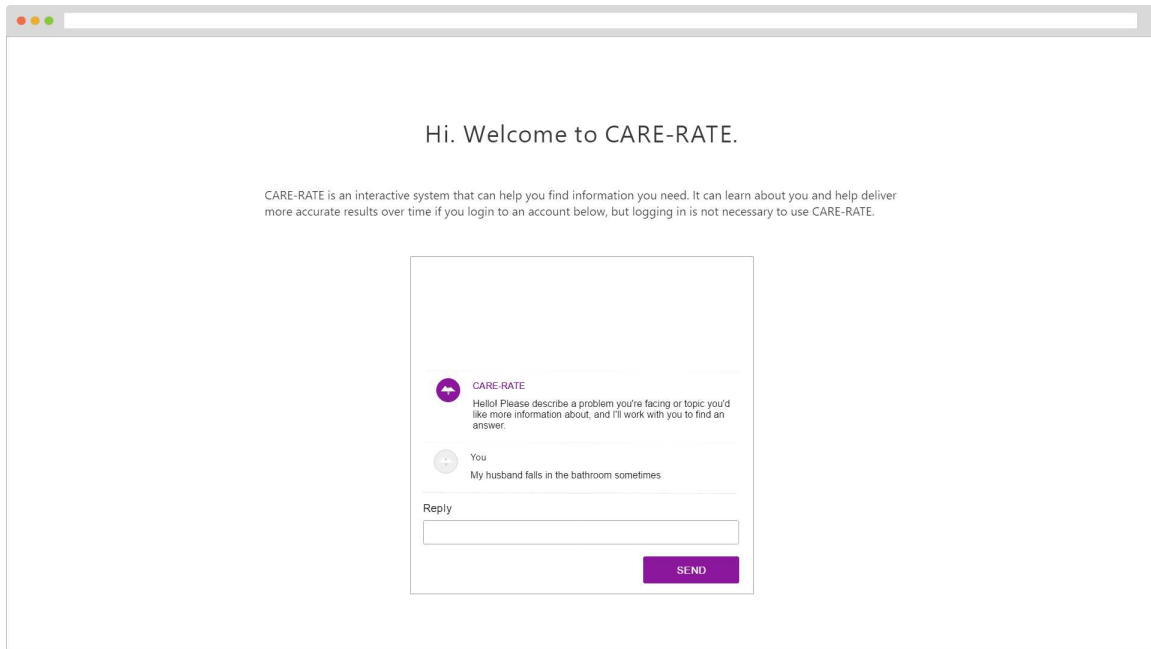 Hi. Welcome to CARE-RATE.
CARE-RATE is an interactive system that can help you find information you need. It can learn about you and help deliver
more accurate results over time if you login to an account below, but logging in is not necessary to use CARE-RATE.
CARE-RATE
Hello! Please describe a problem you're facing or topic you'd
like more information about, and I'll work with you to find an
answer.
You
My husband falls in the bathroom sometimes
Reply
SEND